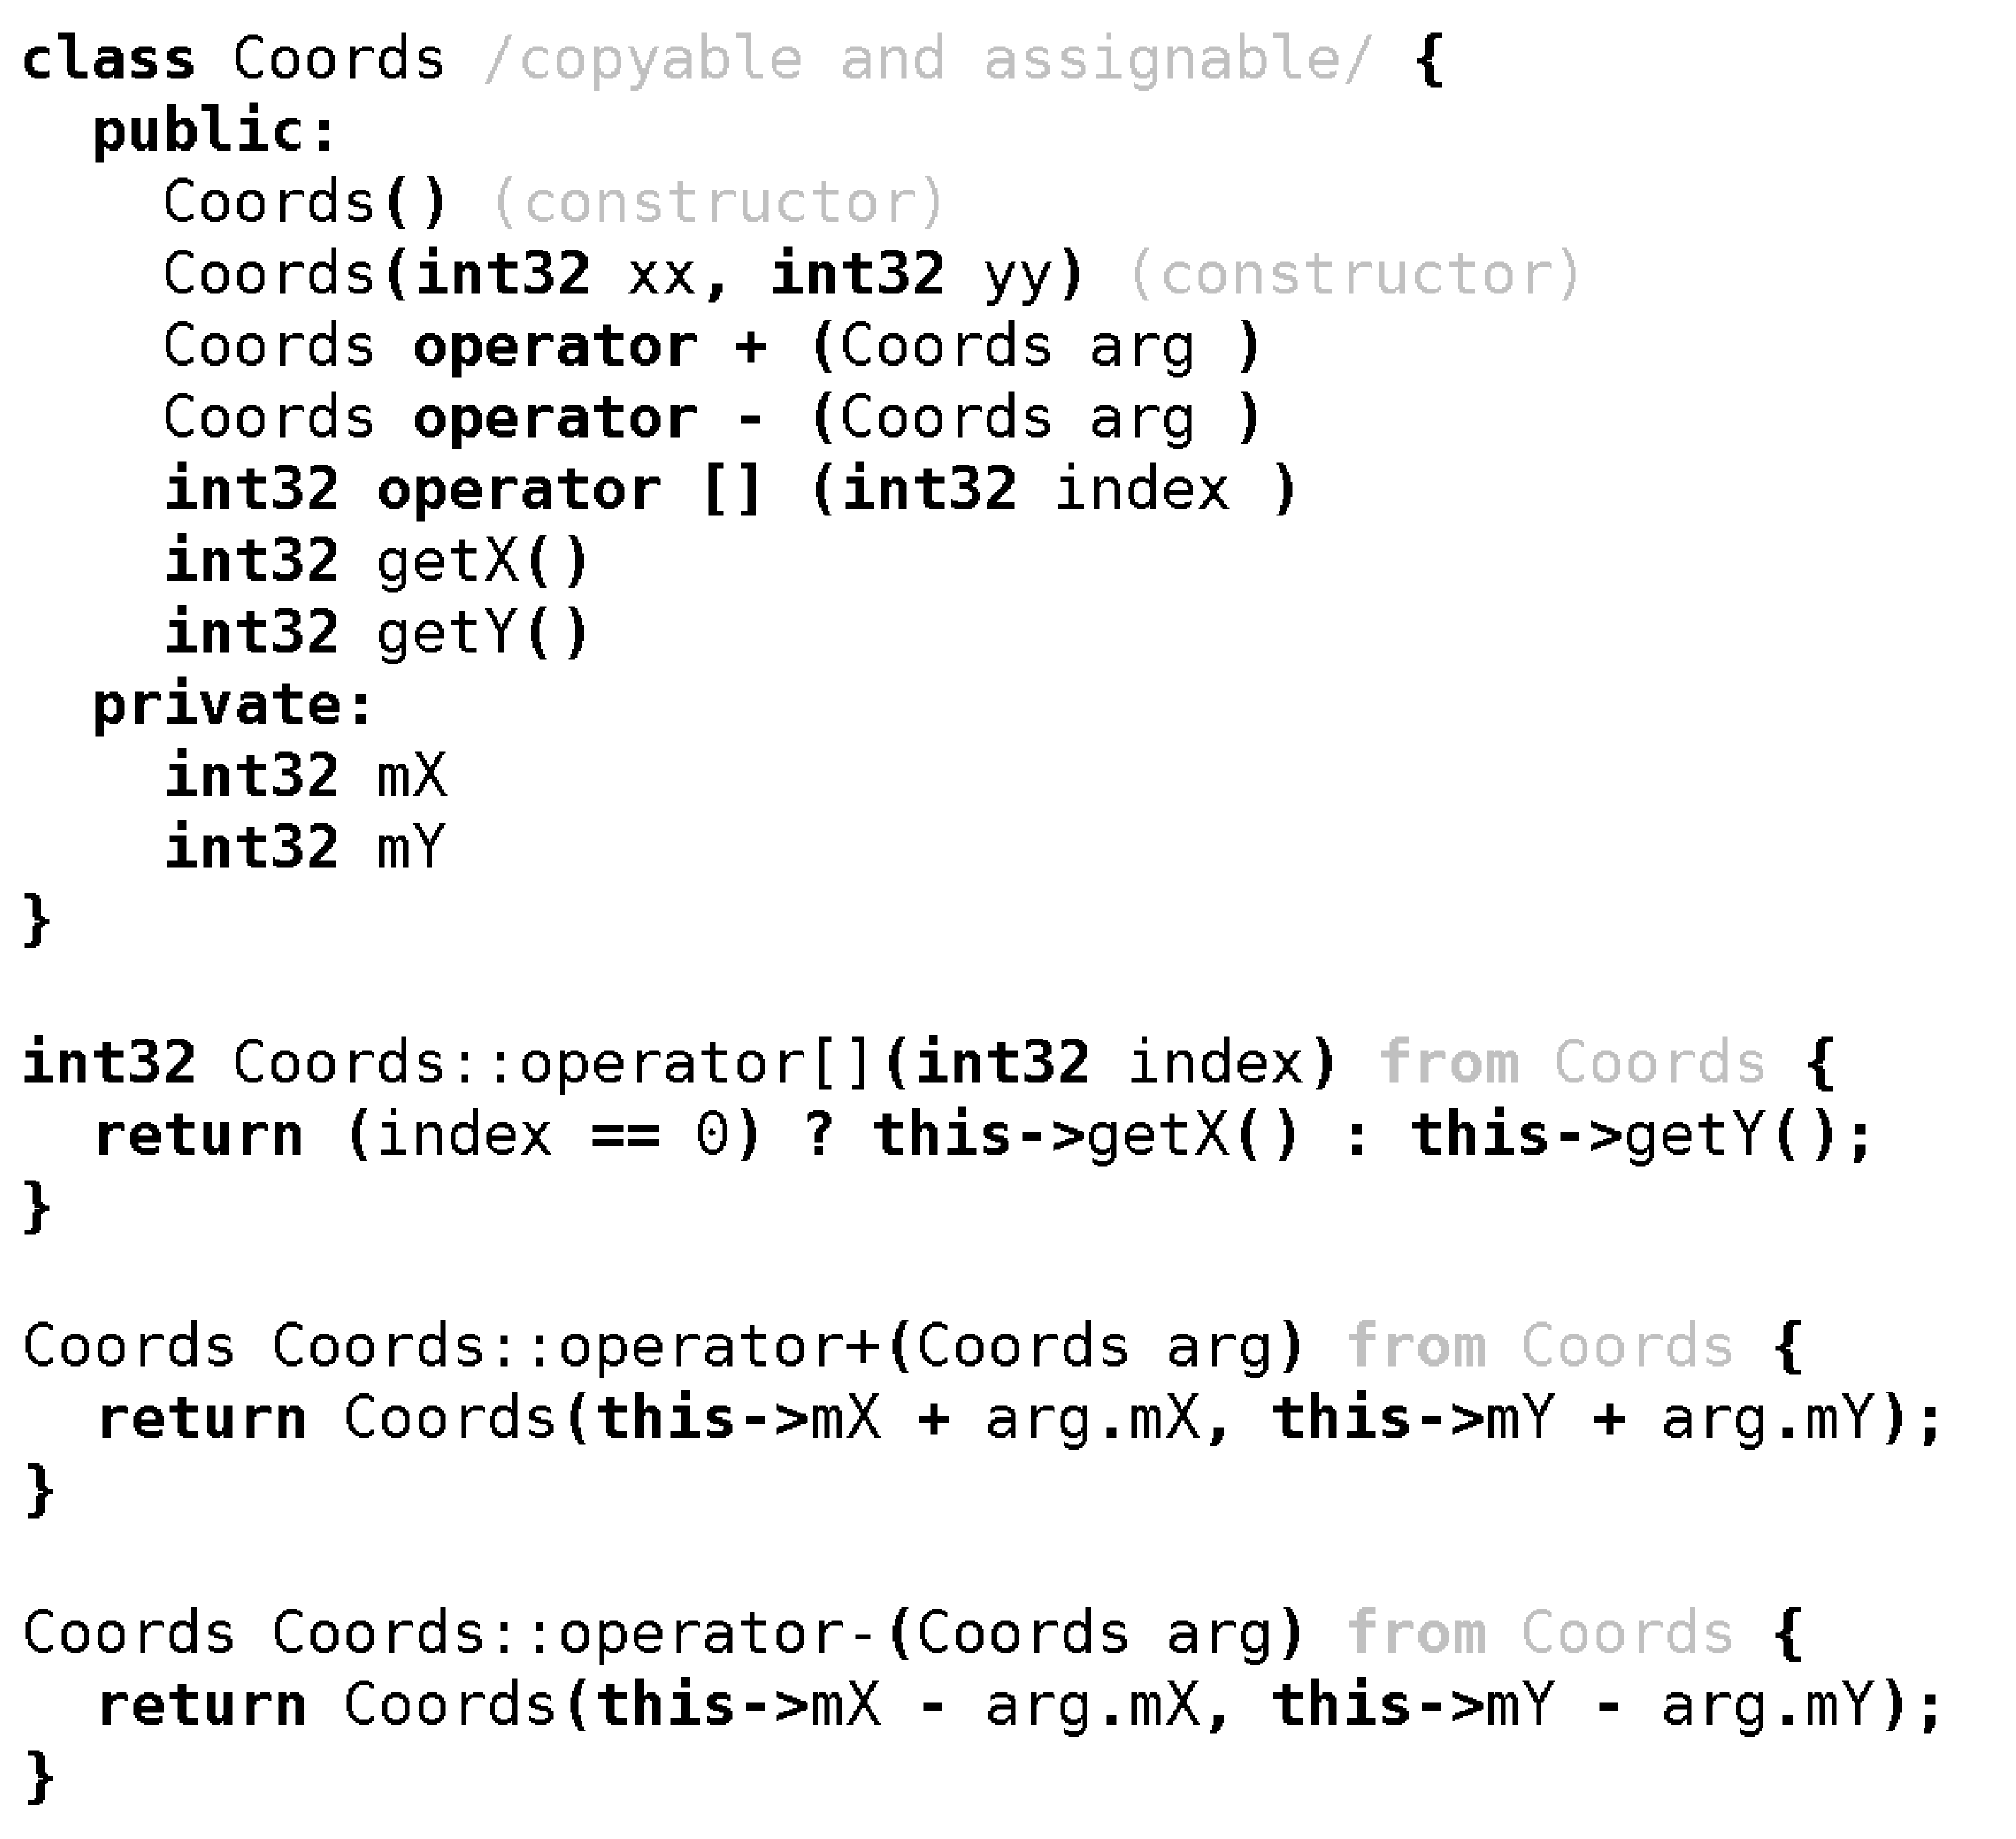 class Coords /copyable and assignable/ {
public:
Coords() (constructor)
Coords(int32 xx, int32 yy) (constructor)
Coords operator + (Coords arg )
Coords operator - (Coords arg )
int32 operator [] (int32 index )
int32 getX()
int32 getY()
private:
int32 mX
int32 mY
}
int32 Coords::operator[](int32 index) from Coords {
return (index == 0) ? this->getX() : this->getY();
}
Coords Coords::operator+(Coords arg) from Coords {
return Coords(this->mX + arg.mX, this->mY + arg.mY);
}
Coords Coords::operator-(Coords arg) from Coords {
return Coords(this->mX - arg.mX, this->mY - arg.mY);
}